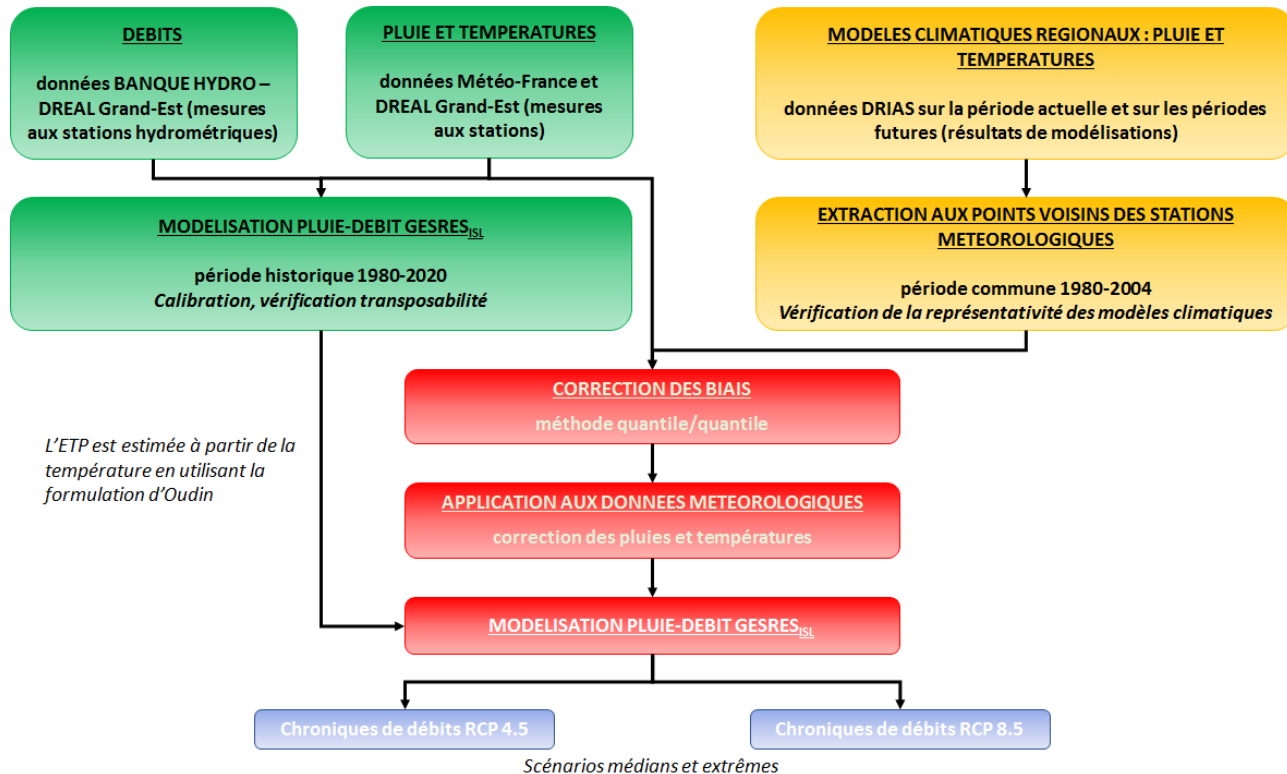 DEBITS
données BANQUE HYDRO –
DREAL Grand-Est (mesures
aux stations hydrométriques)
PLUIE ET TEMPERATURES
données Météo-France et
DREAL Grand-Est (mesures
aux stations)
MODELES CLIMATIQUES REGIONAUX : PLUIE ET
TEMPERATURES
données DRIAS sur la période actuelle et sur les périodes
futures (résultats de modélisations)
MODELISATION PLUIE-DEBIT GESRES ISL
période historique 1980-2020
Calibration, vérification transposabilité
EXTRACTION AUX POINTS VOISINS DES STATIONS
METEOROLOGIQUES
période commune 1980-2004
Vérification de la représentativité des modèles climatiques
CORRECTION DES BIAIS
méthode quantile/quantile
L'ETP est estimée à partir de la
température en utilisant la
formulation d'Oudin
APPLICATION AUX DONNEES METEOROLOGIQUES
correction des pluies et températures
MODELISATION PLUIE-DEBIT GESRES ISL
Chroniques de débits RCP 4.5
Chroniques de débits RCP 8.5
Scénarios médians et extrêmes